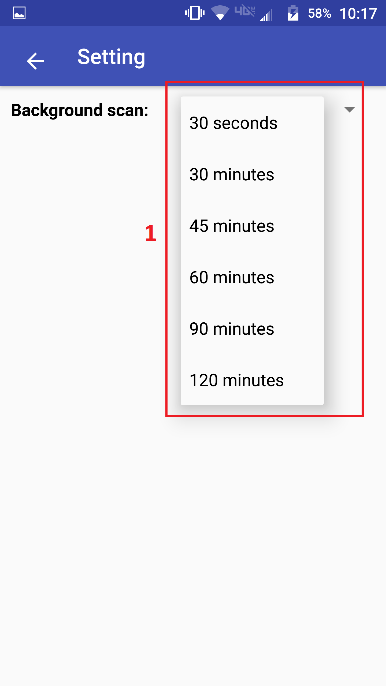 58% 10:17
Setting
Background scan:
30 seconds
30 minutes
45 minutes
1
60 minutes
90 minutes
120 minutes